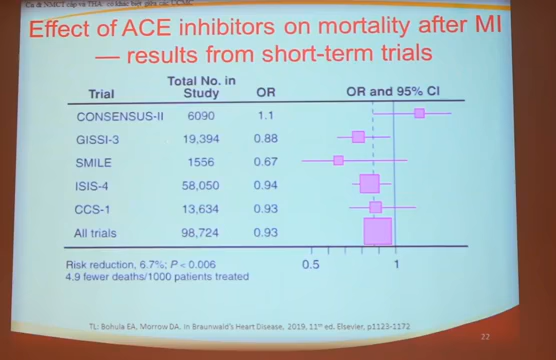 Effect of ACE inhibitors on mortality after MI
— results from short-term trials
Trial Total No. in Study OR OR and 95% CI
CONSENSUS-II 6090 1.1
GISSI-3 19,394 0.88
SMILE 1556 0.67
ISIS-4 58,050 0.94
CCS-1 13,634 0.93
All trials 98,724 0.93
Risk reduction, 6.7%; P < 0.006
4.9 fewer deaths/1000 patients treated
0.5 1
TL: Bohula EA, Morrow DA. In Braunwald's Heart Disease, 2019, 11th ed. Elsevier, p1123-1172
22